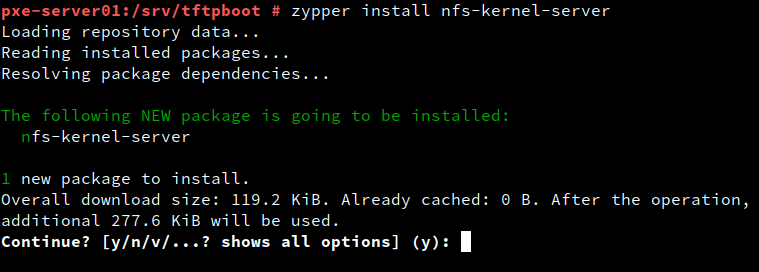 pxe-server01:/srv/tftpboot # zypper install nfs-kernel-server
Loading repository data...
Reading installed packages...
Resolving package dependencies...
The following NEW package is going to be installed:
nfs-kernel-server
1 new package to install.
Overall download size: 119.2 KiB. Already cached: 0 B. After the operation,
additional 277.6 KiB will be used.
Continue? [y/n/v/...? shows all options] (y):